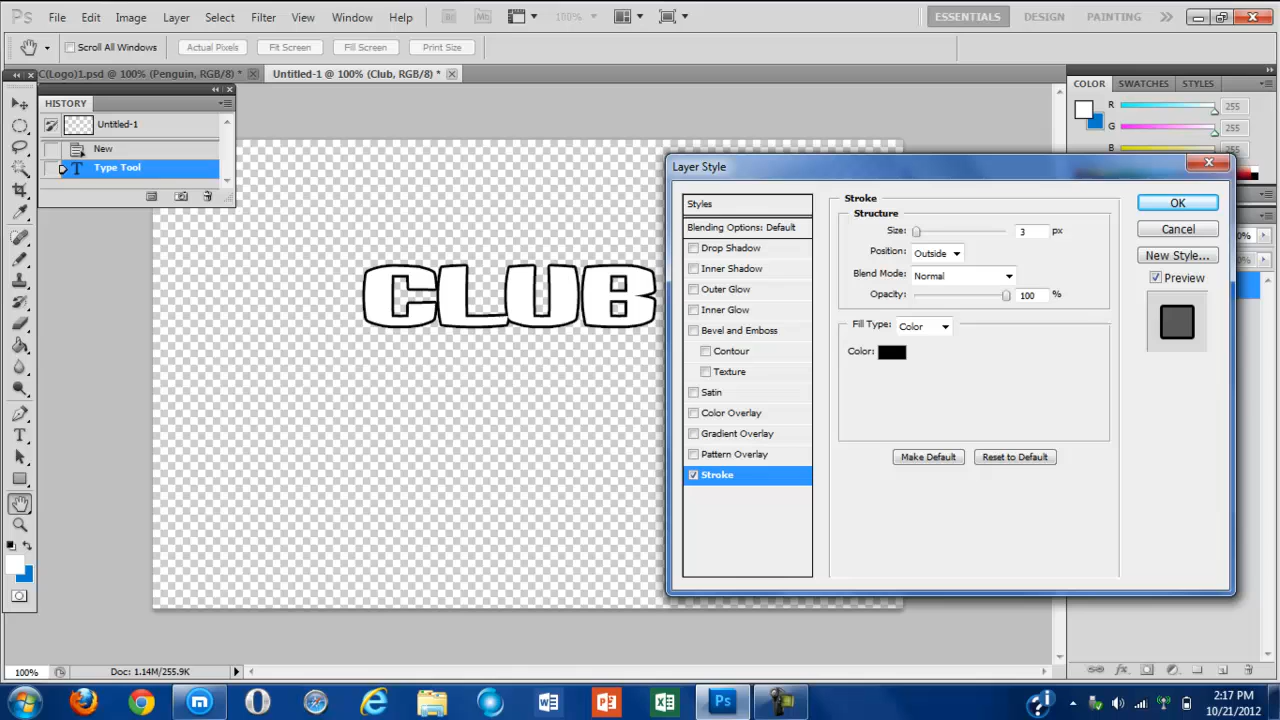 Ps File Edit Image Layer Select Filter View Window Help Br Mb 100% ESSENTIALS DESIGN PAINTING
Scroll All Windows Actual Pixels Fit Screen Fill Screen Print Size
C(Logo)1.psd @ 100% (Penguin, RGB/8) * Untitled-1 @ 100% (Club, RGB/8) *
HISTORY
Untitled-1
New
Type Tool
COLOR SWATCHES STYLES
R 255
G 255
B 255
CLUB
Layer Style
Styles
Blending Options: Default
Drop Shadow
Inner Shadow
Outer Glow
Inner Glow
Bevel and Emboss
Contour
Texture
Satin
Color Overlay
Gradient Overlay
Pattern Overlay
Stroke
Stroke
Structure
Size: 3 px
Position: Outside
Blend Mode: Normal
Opacity: 100 %
Fill Type: Color
Color:
Make Default Reset to Default
OK
Cancel
New Style...
Preview
100% Doc: 1.14M/255.9K
2:17 PM
10/21/2012